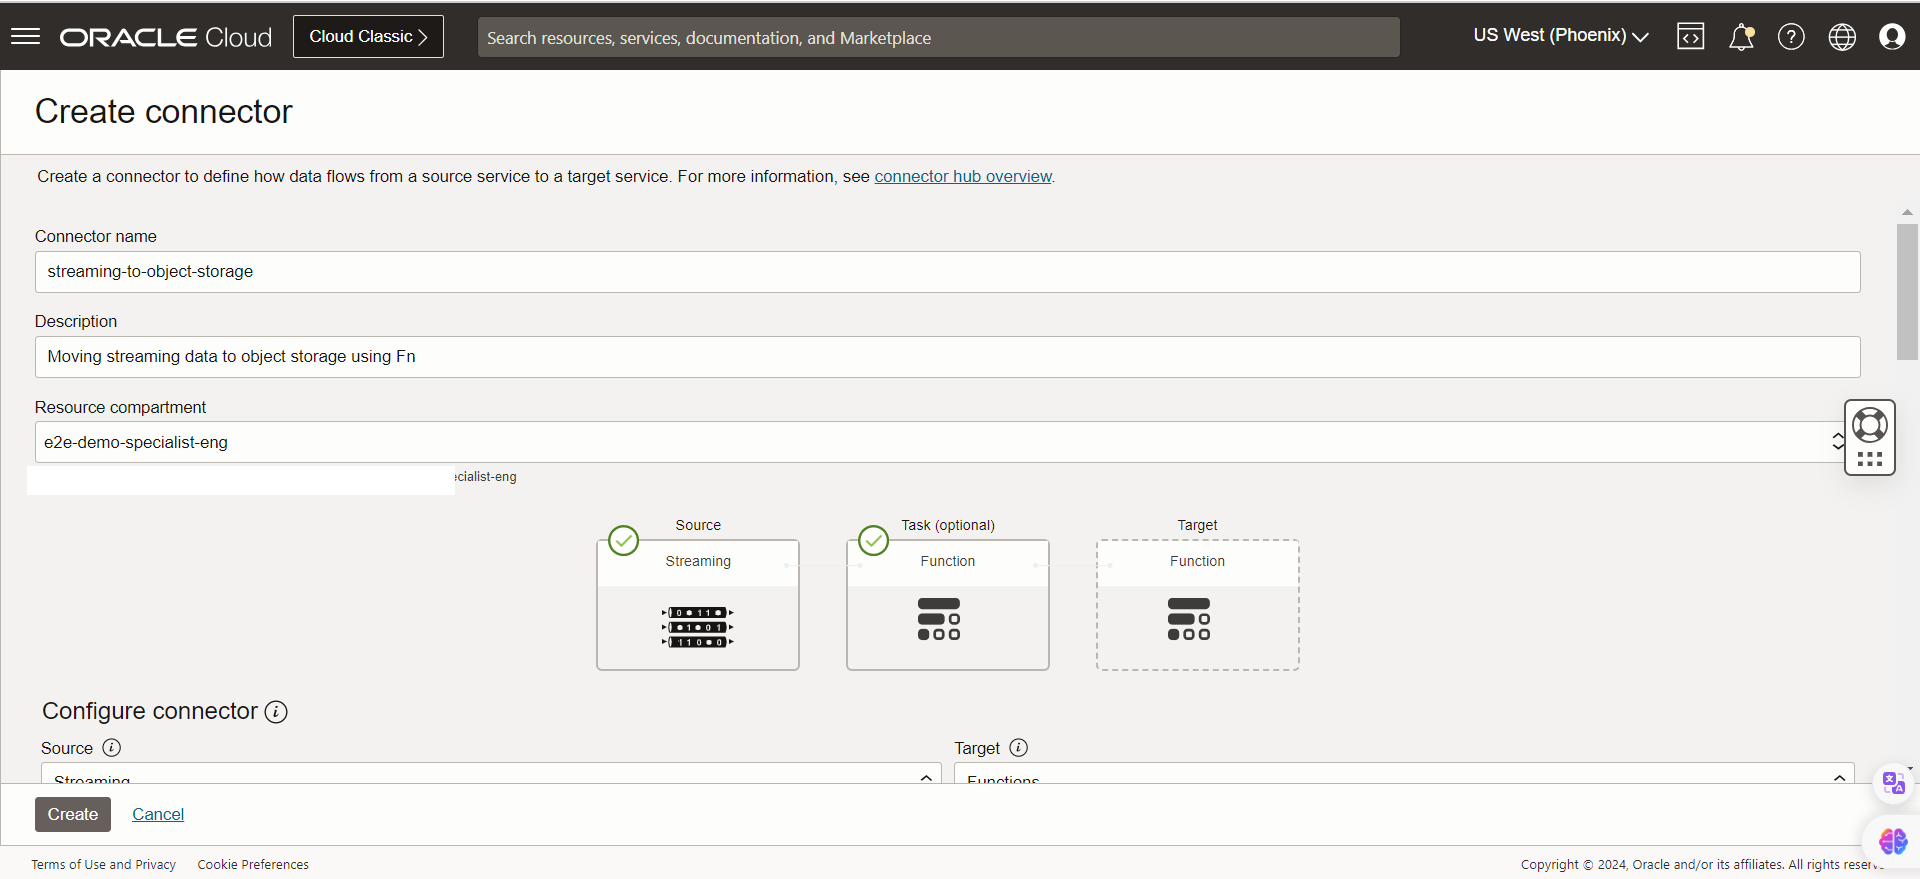 ORACLE Cloud
Cloud Classic
Search resources, services, documentation, and Marketplace
US West (Phoenix)
Create connector
Create a connector to define how data flows from a source service to a target service. For more information, see connector hub overview.
Connector name
streaming-to-object-storage
Description
Moving streaming data to object storage using Fn
Resource compartment
e2e-demo-specialist-eng
ecialist-eng
Source
Task (optional)
Target
Streaming
Function
Function
Configure connector
Source
Target
Streaming
Functions
Create
Cancel
Terms of Use and Privacy
Cookie Preferences
Copyright © 2024, Oracle and/or its affiliates. All rights